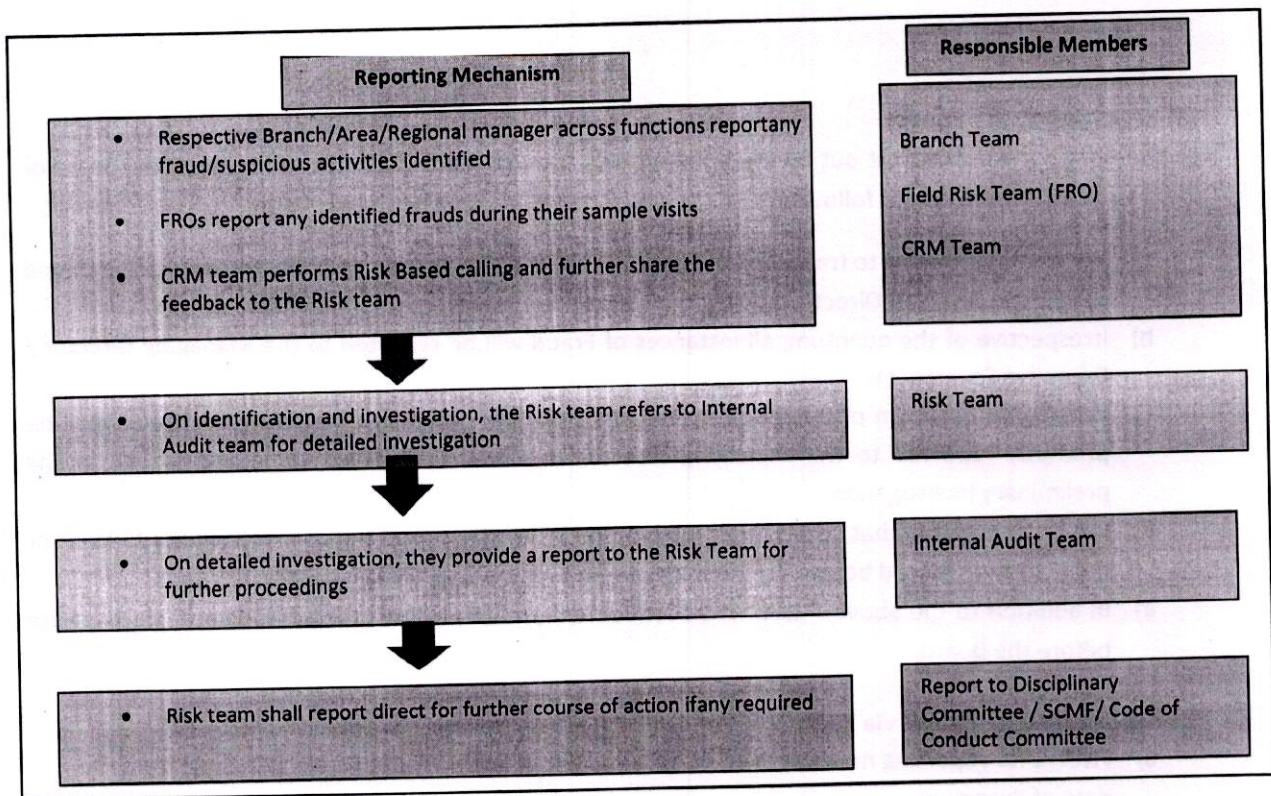 Reporting Mechanism
Responsible Members
• Respective Branch/Area/Regional manager across functions reportany
fraud/suspicious activities identified
• FROs report any identified frauds during their sample visits
• CRM team performs Risk Based calling and further share the
feedback to the Risk team
Branch Team
Field Risk Team (FRO)
CRM Team
• On identification and investigation, the Risk team refers to Internal
Audit team for detailed investigation
Risk Team
• On detailed investigation, they provide a report to the Risk Team for
further proceedings
Internal Audit Team
• Risk team shall report direct for further course of action ifany required
Report to Disciplinary
Committee / SCMF/ Code of
Conduct Committee